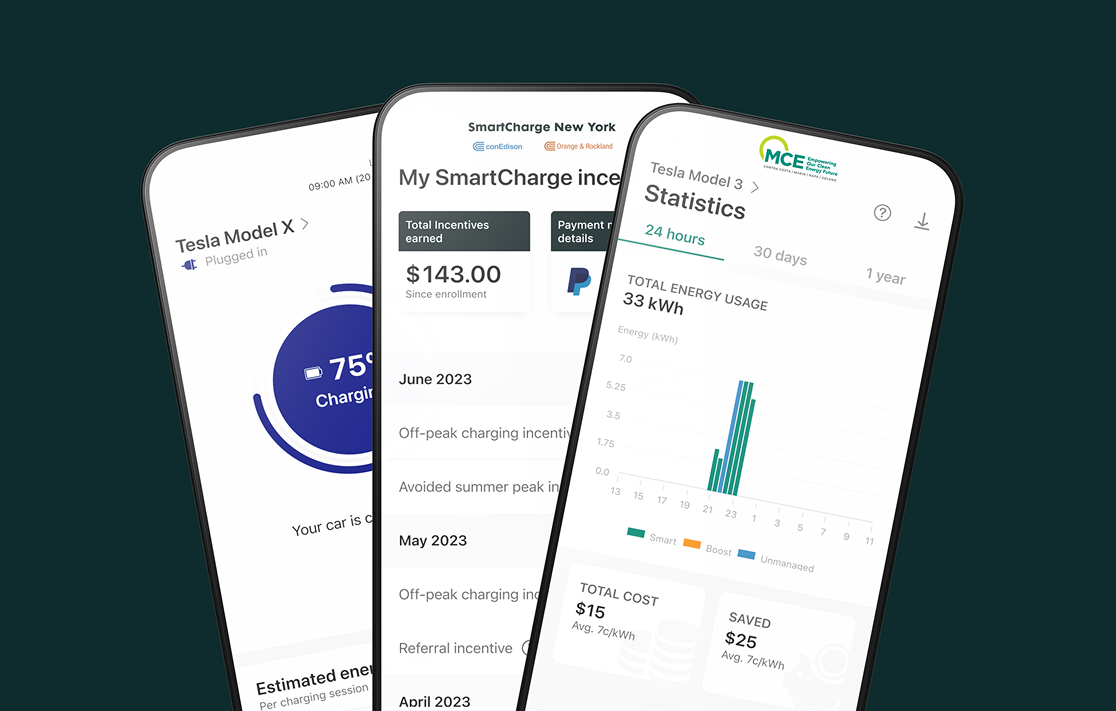 09:00 AM (20
Tesla Model X
Plugged in
75%
Charging
Your car is c
Estimated ener
Per charging session
SmartCharge New York
conEdison
Orange & Rockland
My SmartCharge ince
Total Incentives
earned
$143.00
Since enrollment
Payment
details
June 2023
Off-peak charging incentiv
Avoided summer peak in
May 2023
Off-peak charging inc
Referral incentive
April 2023
MCE
Empowering
Our Clean
Energy Future
CONTRA COSTA | MARIN | NAPA | SOLANO
Tesla Model 3
Statistics
24 hours
30 days
1 year
TOTAL ENERGY USAGE
33 kWh
Energy (kWh)
7.0
5.25
3.5
1.75
0.0
13 15 17 19 21 23 1 3 5 7 9 11
Smart Boost Unmanaged
TOTAL COST
$15
Avg. 7c/kWh
SAVED
$25
Avg. 7c/kWh